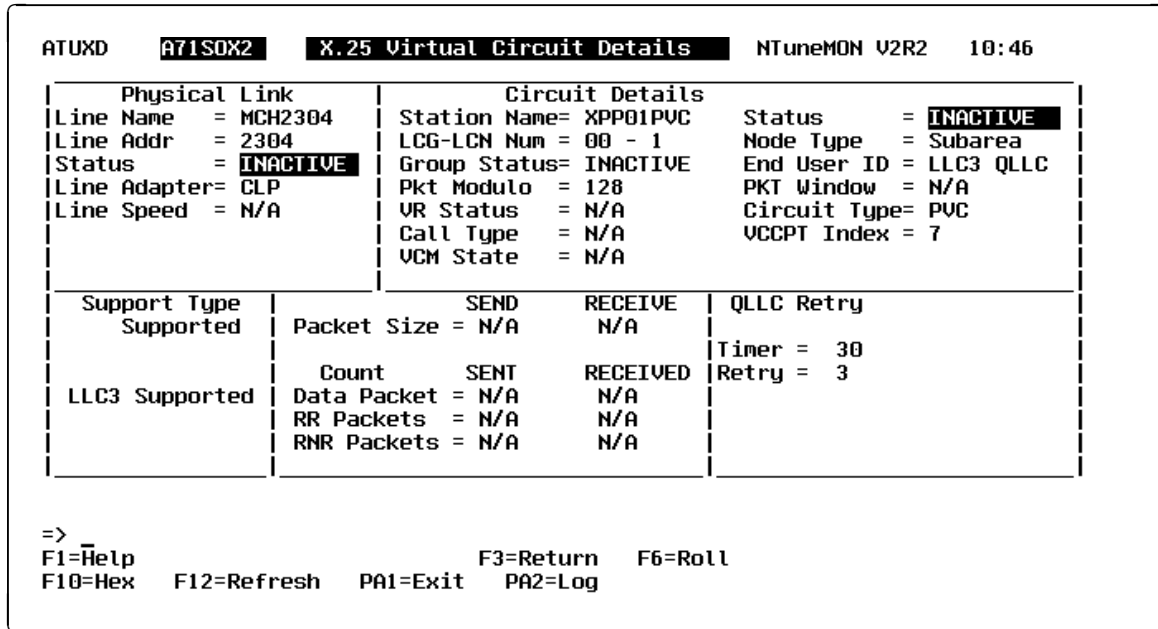 ATUXD A71SOX2 X.25 Virtual Circuit Details NTuneMON V2R2 10:46
Physical Link Circuit Details
Line Name = MCH2304 Station Name= XPP01PVC Status = INACTIVE
Line Addr = 2304 LCG-LCN Num = 00 - 1 Node Type = Subarea
Status = INACTIVE Group Status= INACTIVE End User ID = LLC3 QLLC
Line Adapter= CLP Pkt Modulo = 128 PKT Window = N/A
Line Speed = N/A VR Status = N/A Circuit Type= PVC
Call Type = N/A VCCPT Index = 7
VCM State = N/A
Support Type SEND RECEIVE QLLC Retry
Supported Packet Size = N/A N/A
Timer = 30
Count SENT RECEIVED Retry = 3
LLC3 Supported Data Packet = N/A N/A
RR Packets = N/A N/A
RNR Packets = N/A N/A
=> _
F1=Help F3=Return F6=Roll
F10=Hex F12=Refresh PA1=Exit PA2=Log